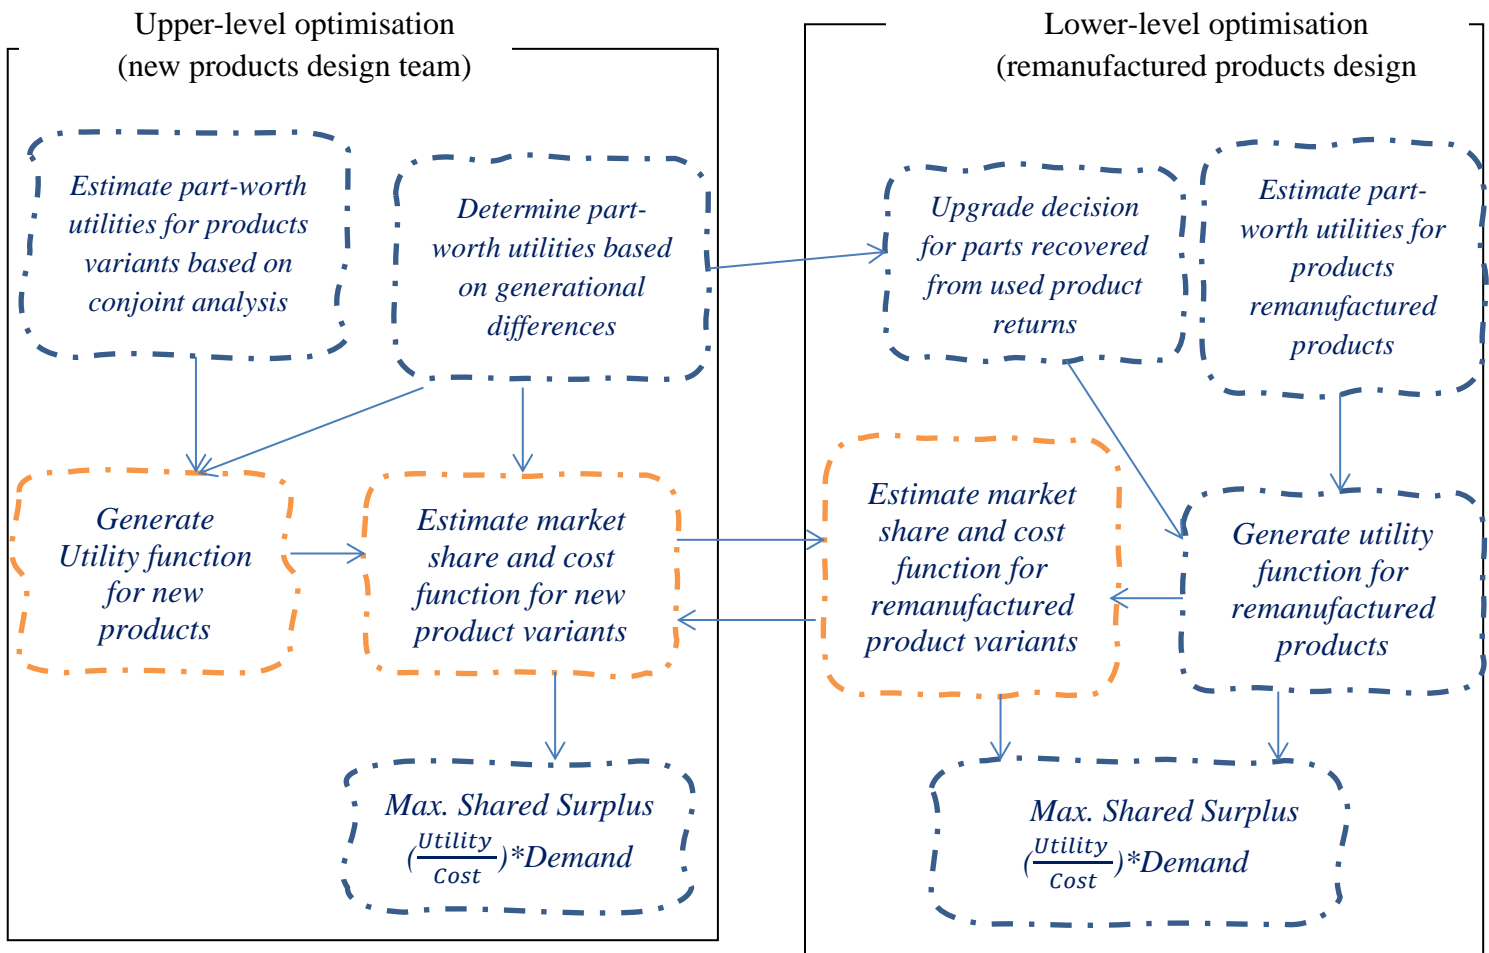 Upper-level optimisation
(new products design team)
Estimate part-worth
utilities for products
variants based on
conjoint analysis
Determine part-
worth utilities based
on generational
differences
Generate
Utility function
for new
products
Estimate market
share and cost
function for new
product variants
Max. Shared Surplus
(Utility/Cost)*Demand
Lower-level optimisation
(remanufactured products design
Upgrade decision
for parts recovered
from used product
returns
Estimate part-
worth utilities for
products
remanufactured
products
Estimate market
share and cost
function for
remanufactured
product variants
Generate utility
function for
remanufactured
products
Max. Shared Surplus
(Utility/Cost)*Demand